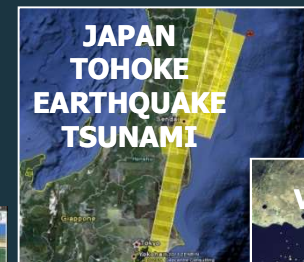 JAPAN
TOHOKE
EARTHQUAKE
TSUNAMI
Sendai
Giappone
Tokyo
V